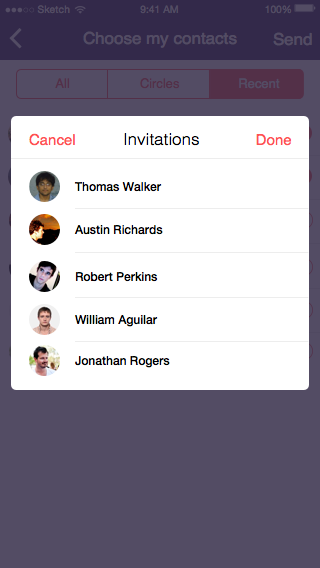 ●●●○○ Sketch 9:41 AM 100%
Choose my contacts Send
All Circles Recent
Cancel Invitations Done
Thomas Walker
Austin Richards
Robert Perkins
William Aguilar
Jonathan Rogers